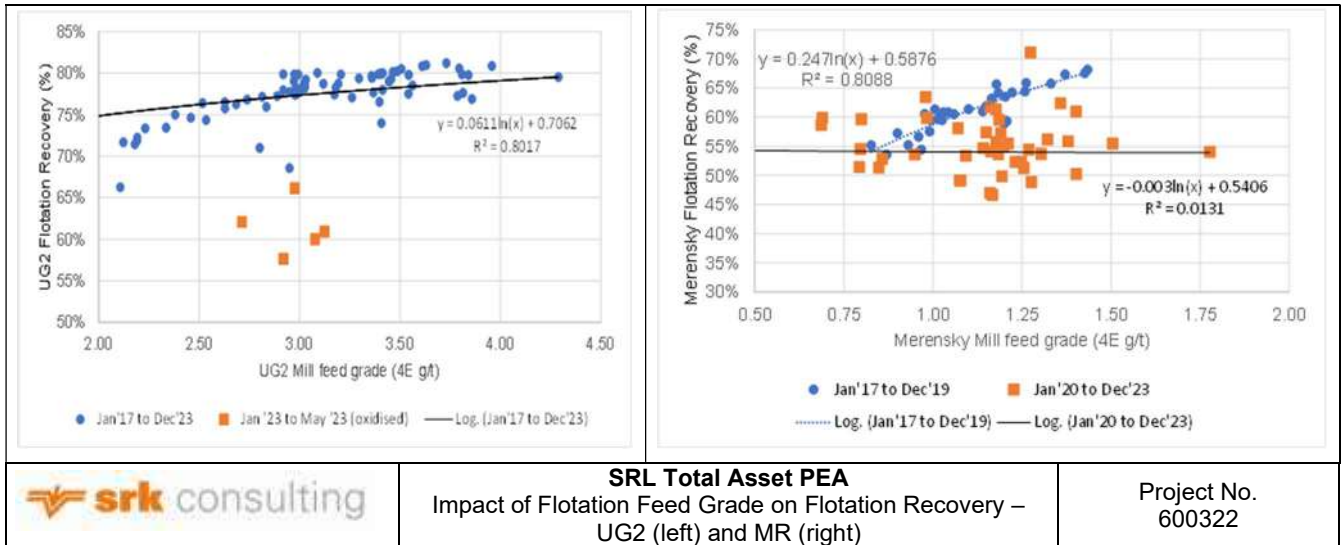 85%
80%
75%
70%
65%
60%
55%
50%
UG2 Flotation Recovery (%)
y = 0.0611ln(x) + 0.7062
R² = 0.8017
2.00 2.50 3.00 3.50 4.00 4.50
UG2 Mill feed grade (4E g/t)
Jan'17 to Dec'23 Jan '23 to May '23 (oxidised) Log. (Jan'17 to Dec'23)
75%
70%
65%
60%
55%
50%
45%
40%
35%
30%
Merensky Flotation Recovery (%)
y = 0.247ln(x) + 0.5876
R² = 0.8088
y = -0.003ln(x) + 0.5406
R² = 0.0131
0.50 0.75 1.00 1.25 1.50 1.75 2.00
Merensky Mill feed grade (4E g/t)
Jan'17 to Dec'19 Jan'20 to Dec'23
Log. (Jan'17 to Dec'19) Log. (Jan'20 to Dec'23)
srk consulting
SRL Total Asset PEA
Impact of Flotation Feed Grade on Flotation Recovery –
UG2 (left) and MR (right)
Project No.
600322